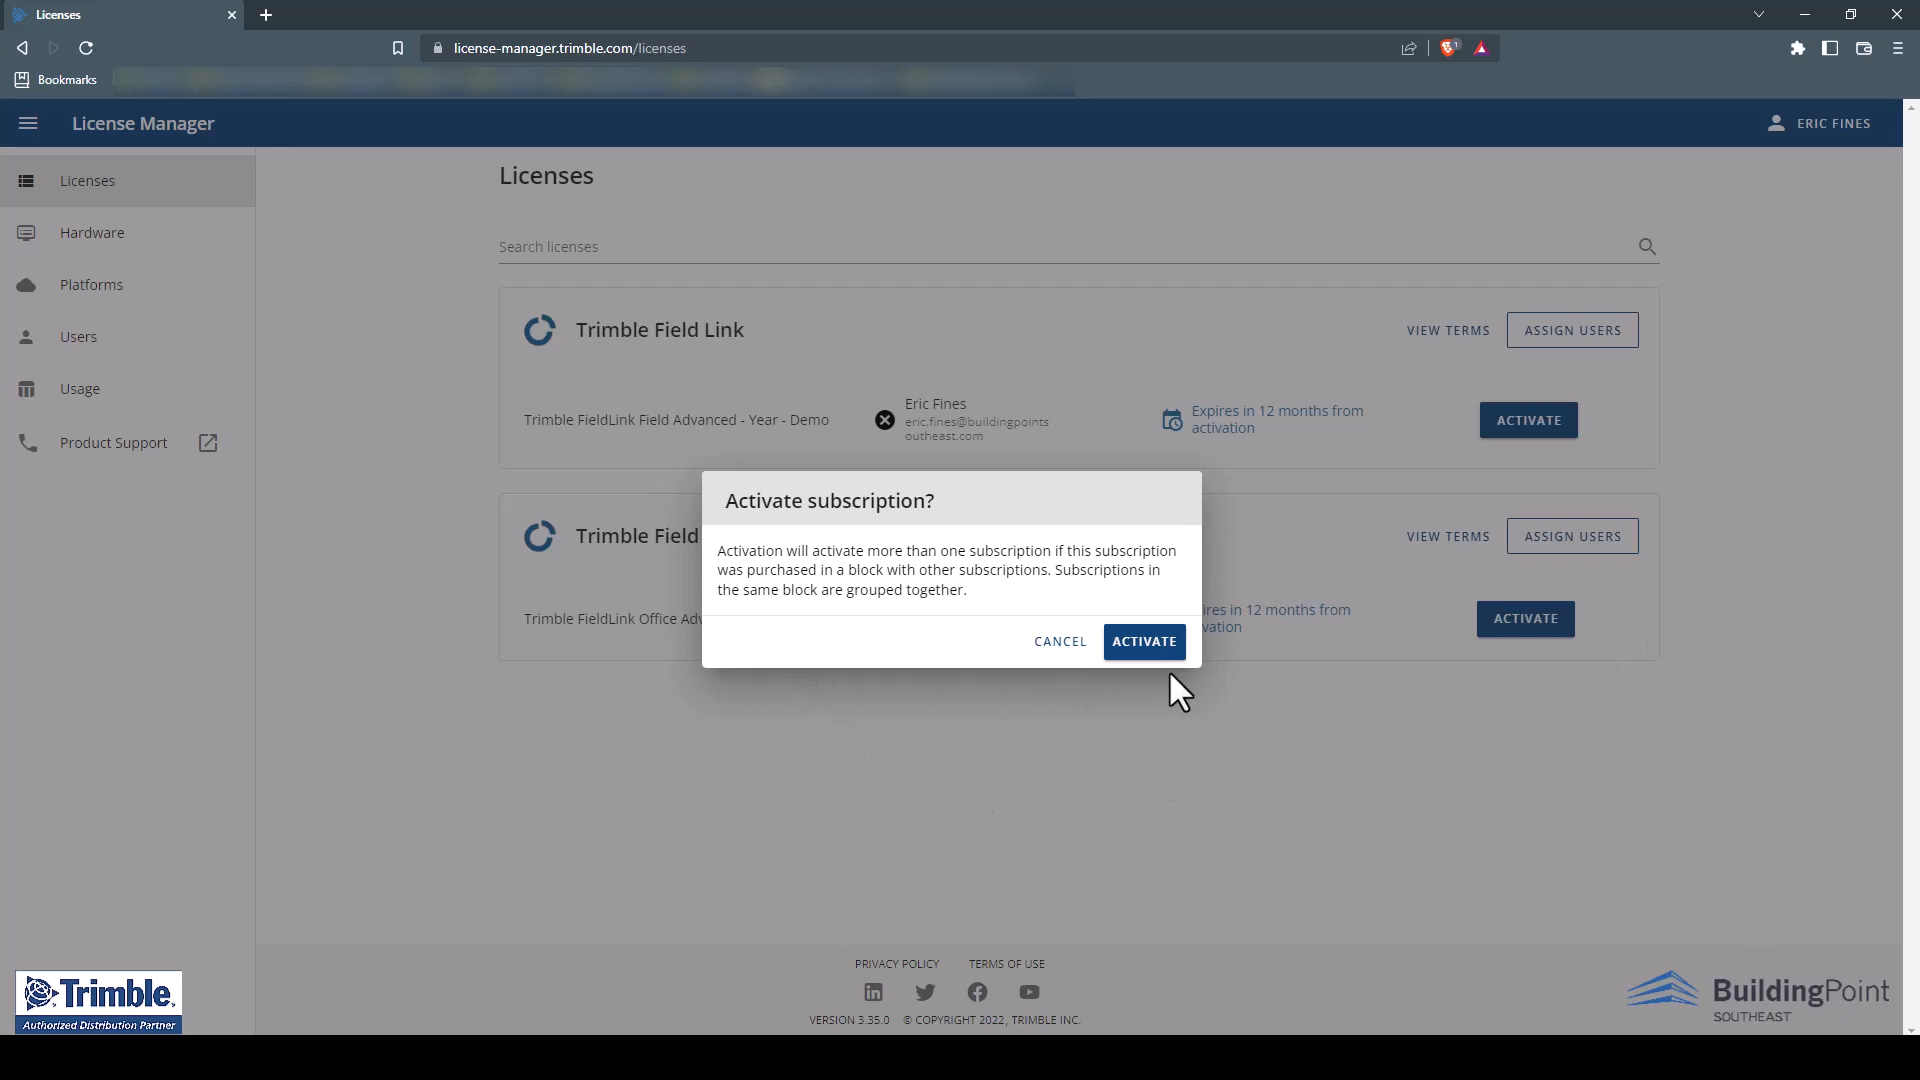 Licenses
license-manager.trimble.com/licenses
1
Bookmarks
License Manager
ERIC FINES
Licenses
Hardware
Platforms
Users
Usage
Product Support
Licenses
Search licenses
Trimble Field Link
VIEW TERMS
ASSIGN USERS
Trimble FieldLink Field Advanced - Year - Demo
Eric Fines
eric.fines@buildingpoints
outheast.com
Expires in 12 months from
activation
ACTIVATE
Trimble Field
VIEW TERMS
ASSIGN USERS
Trimble FieldLink Office Adv
ires in 12 months from
vation
ACTIVATE
Activate subscription?
Activation will activate more than one subscription if this subscription
was purchased in a block with other subscriptions. Subscriptions in
the same block are grouped together.
CANCEL
ACTIVATE
PRIVACY POLICY
TERMS OF USE
VERSION 3.35.0
© COPYRIGHT 2022, TRIMBLE INC.
Trimble
Authorized Distribution Partner
BuildingPoint
SOUTHEAST